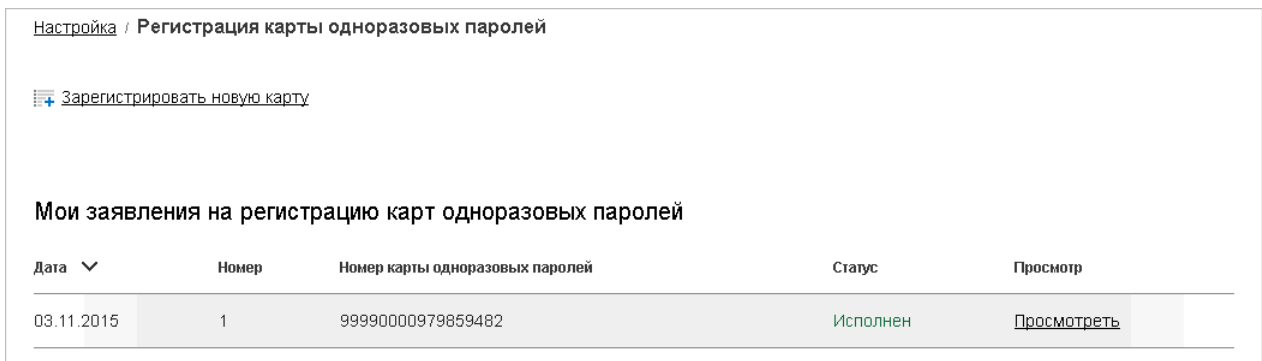 Настройка / Регистрация карты одноразовых паролей
Зарегистрировать новую карту
Мои заявления на регистрацию карт одноразовых паролей
Дата Номер Номер карты одноразовых паролей Статус Просмотр
03.11.2015 1 99990000979859482 Исполнен Просмотреть